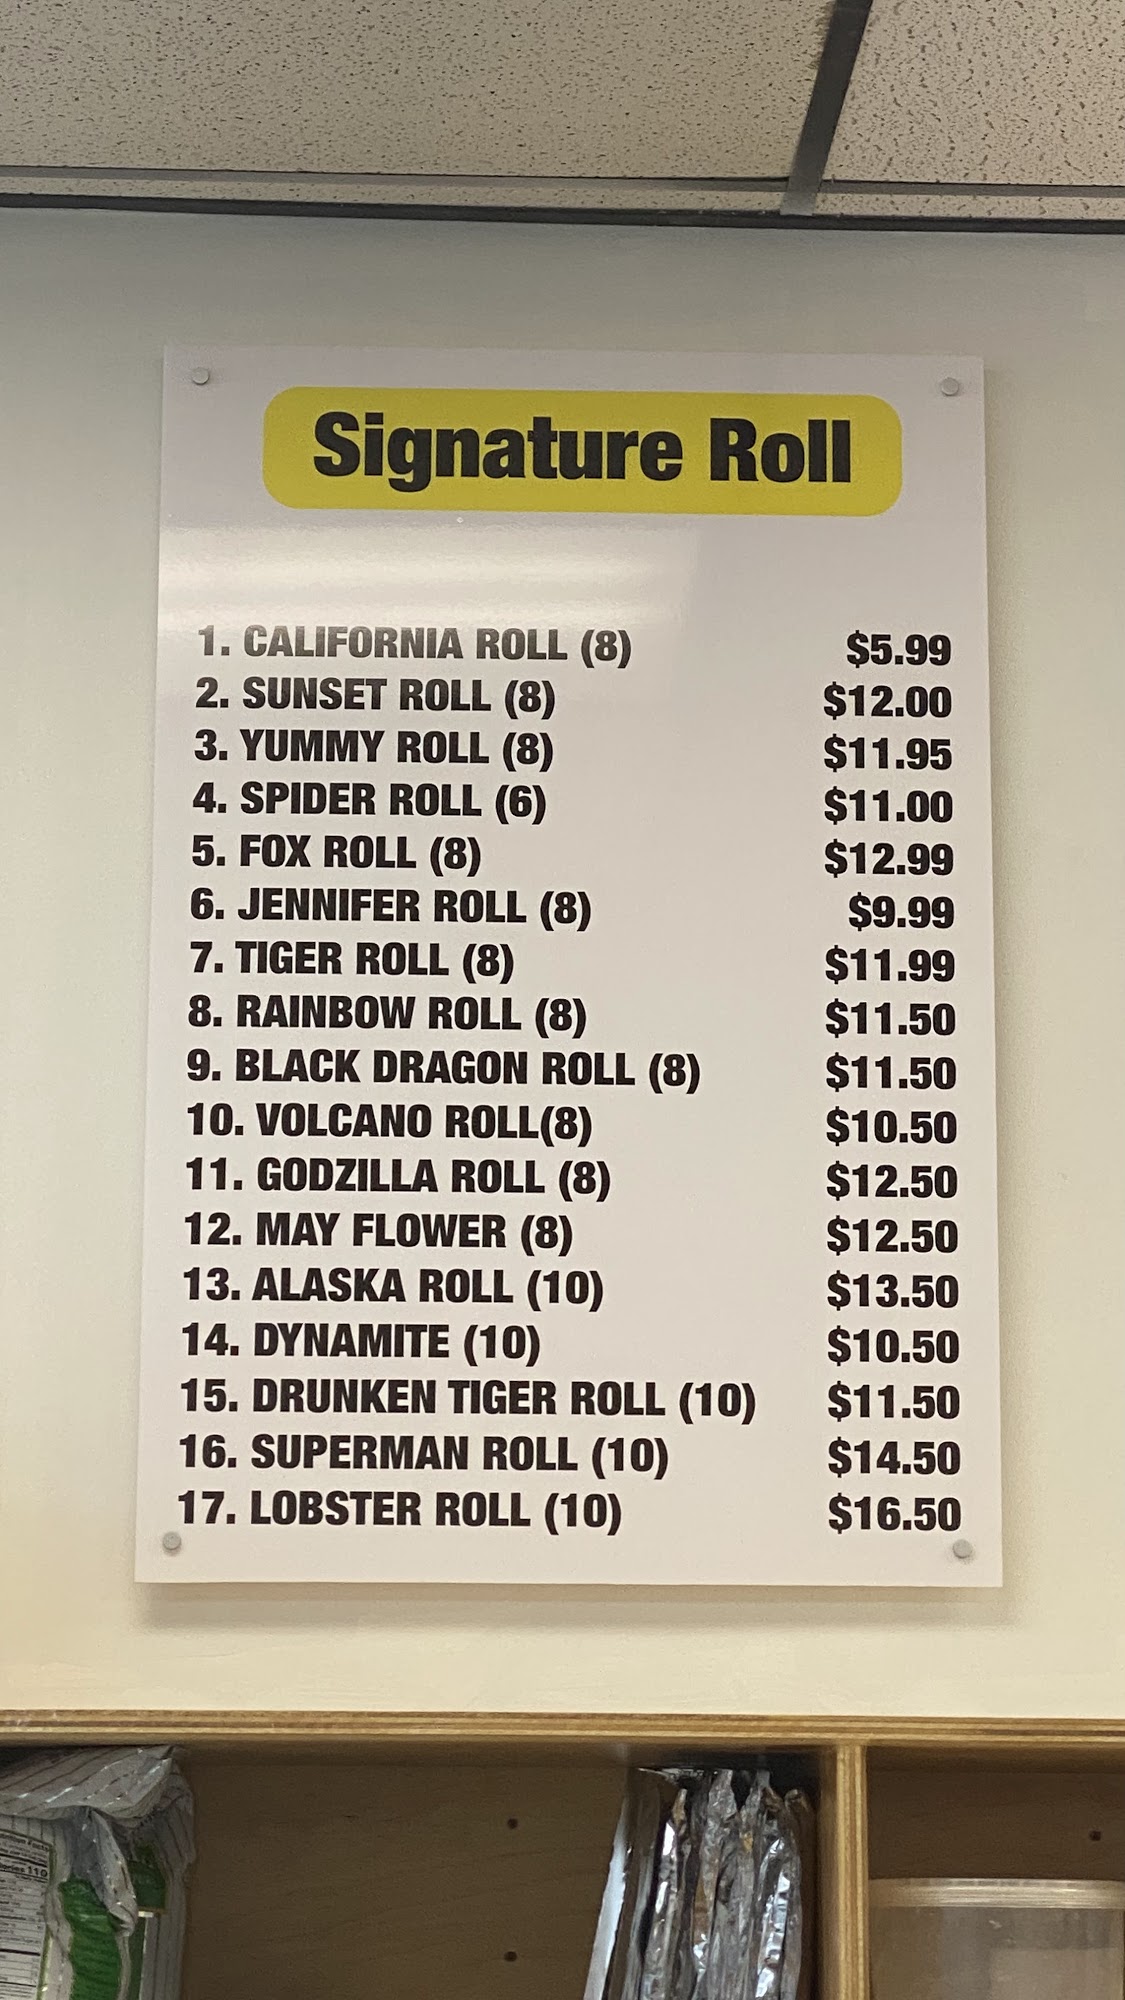 Signature Roll
1. CALIFORNIA ROLL (8) $5.99
2. SUNSET ROLL (8) $12.00
3. YUMMY ROLL (8) $11.95
4. SPIDER ROLL (6) $11.00
5. FOX ROLL (8) $12.99
6. JENNIFER ROLL (8) $9.99
7. TIGER ROLL (8) $11.99
8. RAINBOW ROLL (8) $11.50
9. BLACK DRAGON ROLL (8) $11.50
10. VOLCANO ROLL(8) $10.50
11. GODZILLA ROLL (8) $12.50
12. MAY FLOWER (8) $12.50
13. ALASKA ROLL (10) $13.50
14. DYNAMITE (10) $10.50
15. DRUNKEN TIGER ROLL (10) $11.50
16. SUPERMAN ROLL (10) $14.50
17. LOBSTER ROLL (10) $16.50
Facts
110